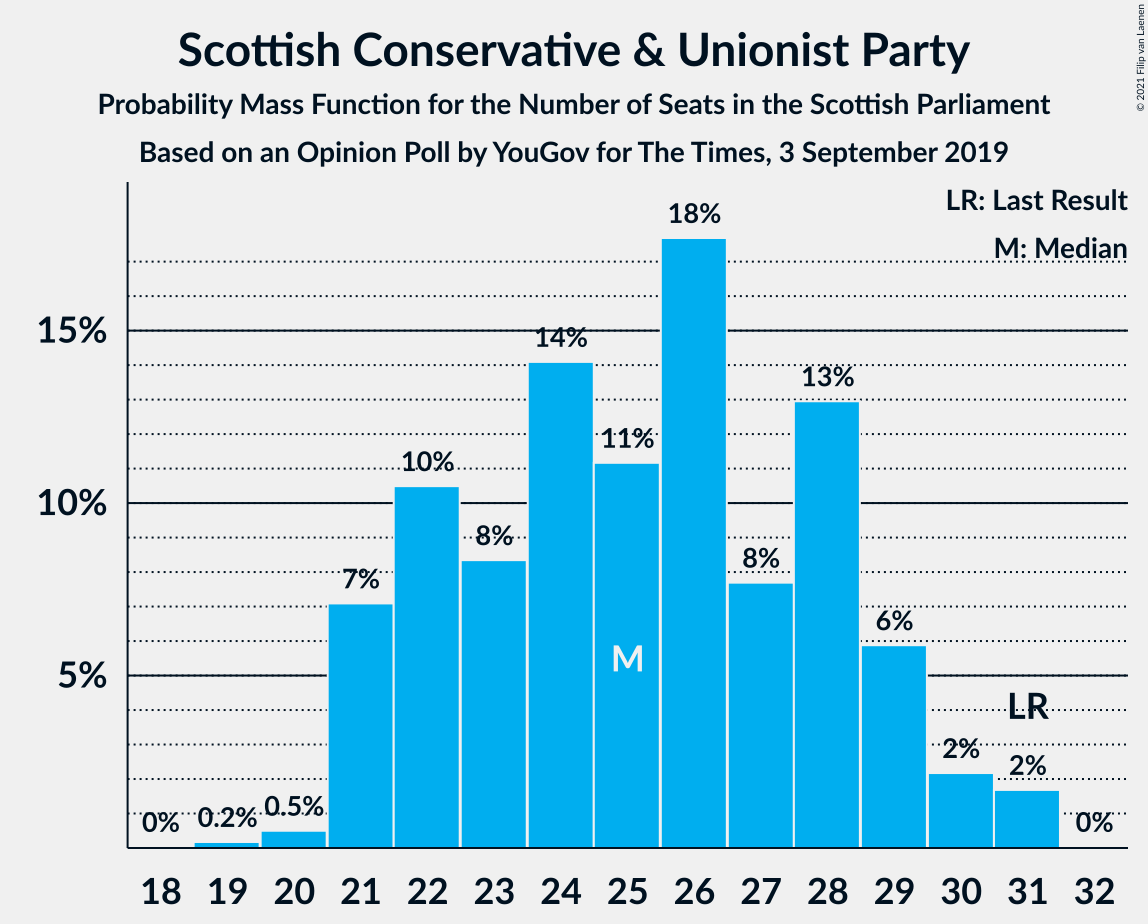 Scottish Conservative & Unionist Party
Probability Mass Function for the Number of Seats in the Scottish Parliament
Based on an Opinion Poll by YouGov for The Times, 3 September 2019
© 2021 Filip van Laenen
LR: Last Result
M: Median
18%
15%
14%
13%
11%
10%
10%
8%
8%
7%
6%
M
5%
LR
2%
2%
0.5%
0.2%
0%
0%
18 19 20 21 22 23 24 25 26 27 28 29 30 31 32